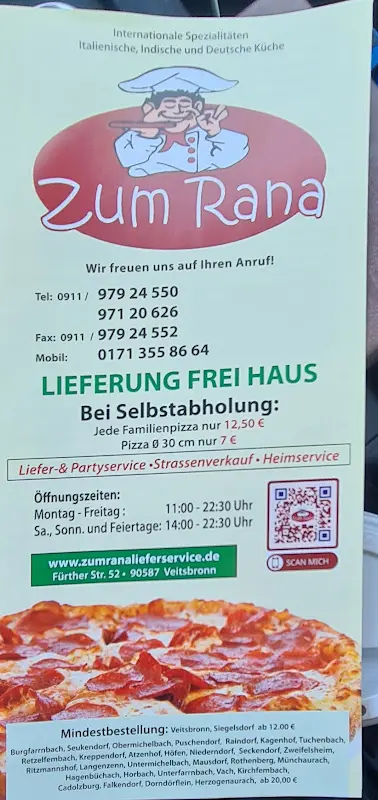 Internationale Spezialitäten
Italienische, Indische und Deutsche Küche
Zum Rana
Wir freuen uns auf Ihren Anruf!
Tel: 0911 / 979 24 550
971 20 626
Fax: 0911 / 979 24 552
Mobil: 0171 355 86 64
LIEFERUNG FREI HAUS
Bei Selbstabholung:
Jede Familienpizza nur 12,50 €
Pizza Ø 30 cm nur 7 €
Liefer-& Partyservice •Strassenverkauf • Heimservice
Öffnungszeiten:
Montag - Freitag : 11:00 - 22:30 Uhr
Sa., Sonn. und Feiertage: 14:00 - 22:30 Uhr
SCAN MICH
www.zumranalieferservice.de
Fürther Str. 52 • 90587 Veitsbronn
Mindestbestellung: Veitsbronn, Siegelsdorf ab 12.00 €
Burgfarrnbach, Seukendorf, Obermichelbach, Puschendorf, Raindorf, Kagenhof, Tuchenbach,
Retzelfembach, Kreppendorf, Atzenhof, Höfen, Niederndorf, Seckendorf, Zweifelsheim,
Ritzmannshof, Langenzenn, Untermichelbach, Mausdorf, Rothenberg, Münchaurach,
Hagenbüchach, Horbach, Unterfarrnbach, Vach, Kirchfembach,
Cadolzburg, Falkendorf, Dorndörflein, Herzogenaurach, ab 20,00 €